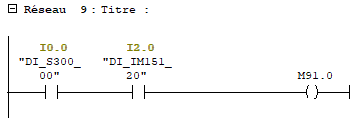 Réseau 9 : Titre :
I0.0 I2.0
"DI_S300_ "DI_IM151_
00" 20" M91.0